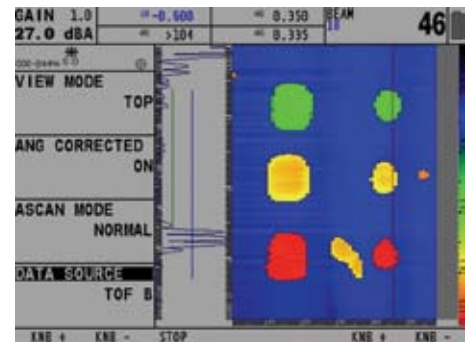 GAIN 1.0
27.0 dBA
-0.600
0.350
BEAM
46
>104
0.335
VIEW MODE
TOP
ANG CORRECTED
ON
ASCAN MODE
NORMAL
DATA SOURCE
TOF B
KNB + KNB - STOP KNB + KNB -